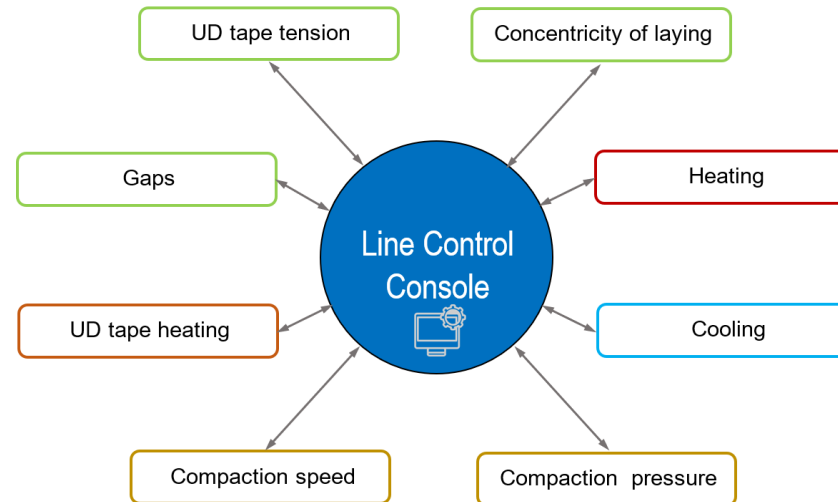 UD tape tension
Concentricity of laying
Gaps
Heating
Line Control
Console
UD tape heating
Cooling
Compaction speed
Compaction pressure